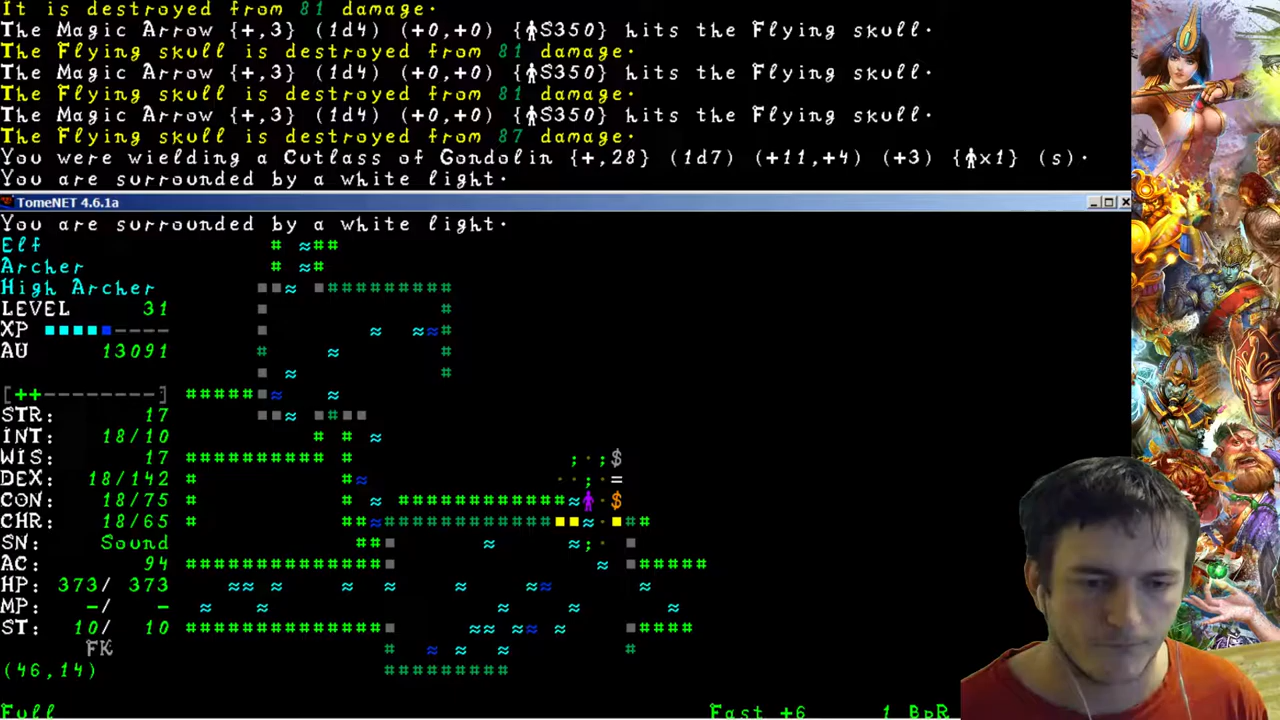 It is destroyed from 81 damage.
The Magic Arrow {+,3} (1d4) (+0,+0) {S350} hits the Flying skull.
The Flying skull is destroyed from 81 damage.
The Magic Arrow {+,3} (1d4) (+0,+0) {S350} hits the Flying skull.
The Flying skull is destroyed from 81 damage.
The Magic Arrow {+,3} (1d4) (+0,+0) {S350} hits the Flying skull.
The Flying skull is destroyed from 87 damage.
You were wielding a Cutlass of Gondolin {+,28} (1d7) (+11,+4) (+3) {x1} (s).
You are surrounded by a white light.
TomeNET 4.6.1a
You are surrounded by a white light.
Elf
Archer
High Archer
LEVEL 31
XP
AU 13091
[++---------]
STR: 17
INT: 18/10
WIS: 17
DEX: 18/142
CON: 18/75
CHR: 18/65
SN: Sound
AC: 94
HP: 373/ 373
MP: -/ -
ST: 10/ 10
FK
(46,14)
Full Fast +6 1 BpR